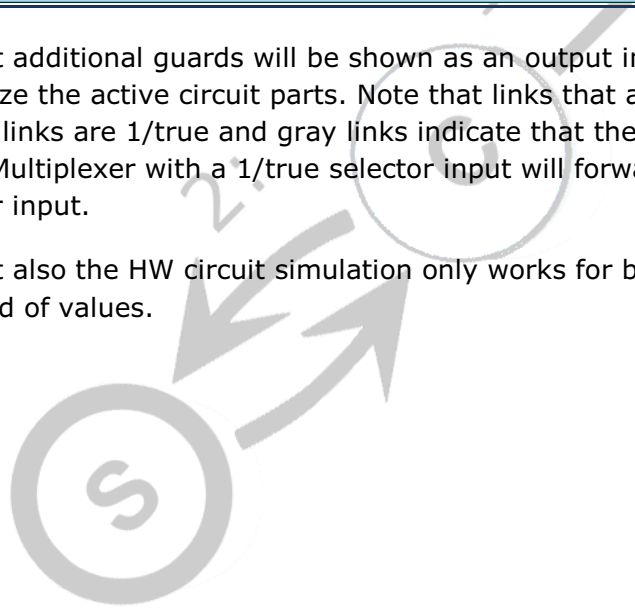 t additional guards will be shown as an output i
ze the active circuit parts. Note that links that a
links are 1/true and gray links indicate that the
Multiplexer with a 1/true selector input will forw
r input.
t also the HW circuit simulation only works for b
d of values.
2:
C
S